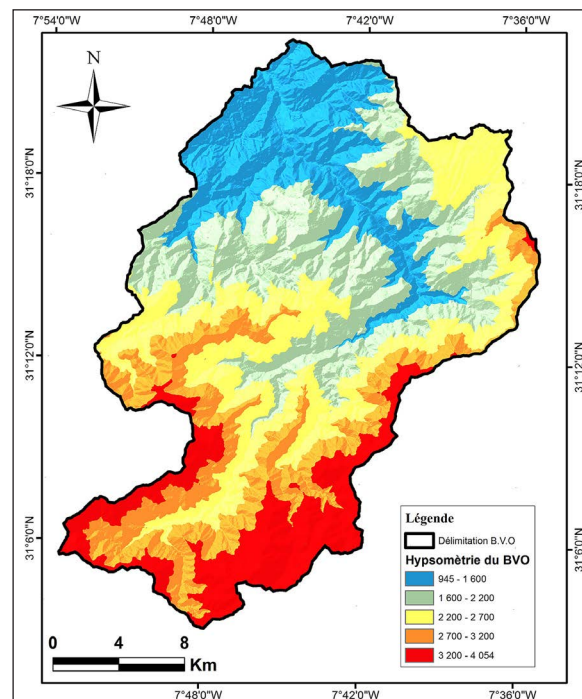 7°54'0"W 7°48'0"W 7°42'0"W 7°36'0"W
N
31°18'0"N 31°18'0"N
31°12'0"N 31°12'0"N
31°6'0"N 31°6'0"N
Légende
Délimitation B.V.O
Hypsomètrie du BVO
945 - 1 600
1 600 - 2 200
2 200 - 2 700
2 700 - 3 200
3 200 - 4 054
0 4 8
Km
7°48'0"W 7°42'0"W 7°36'0"W